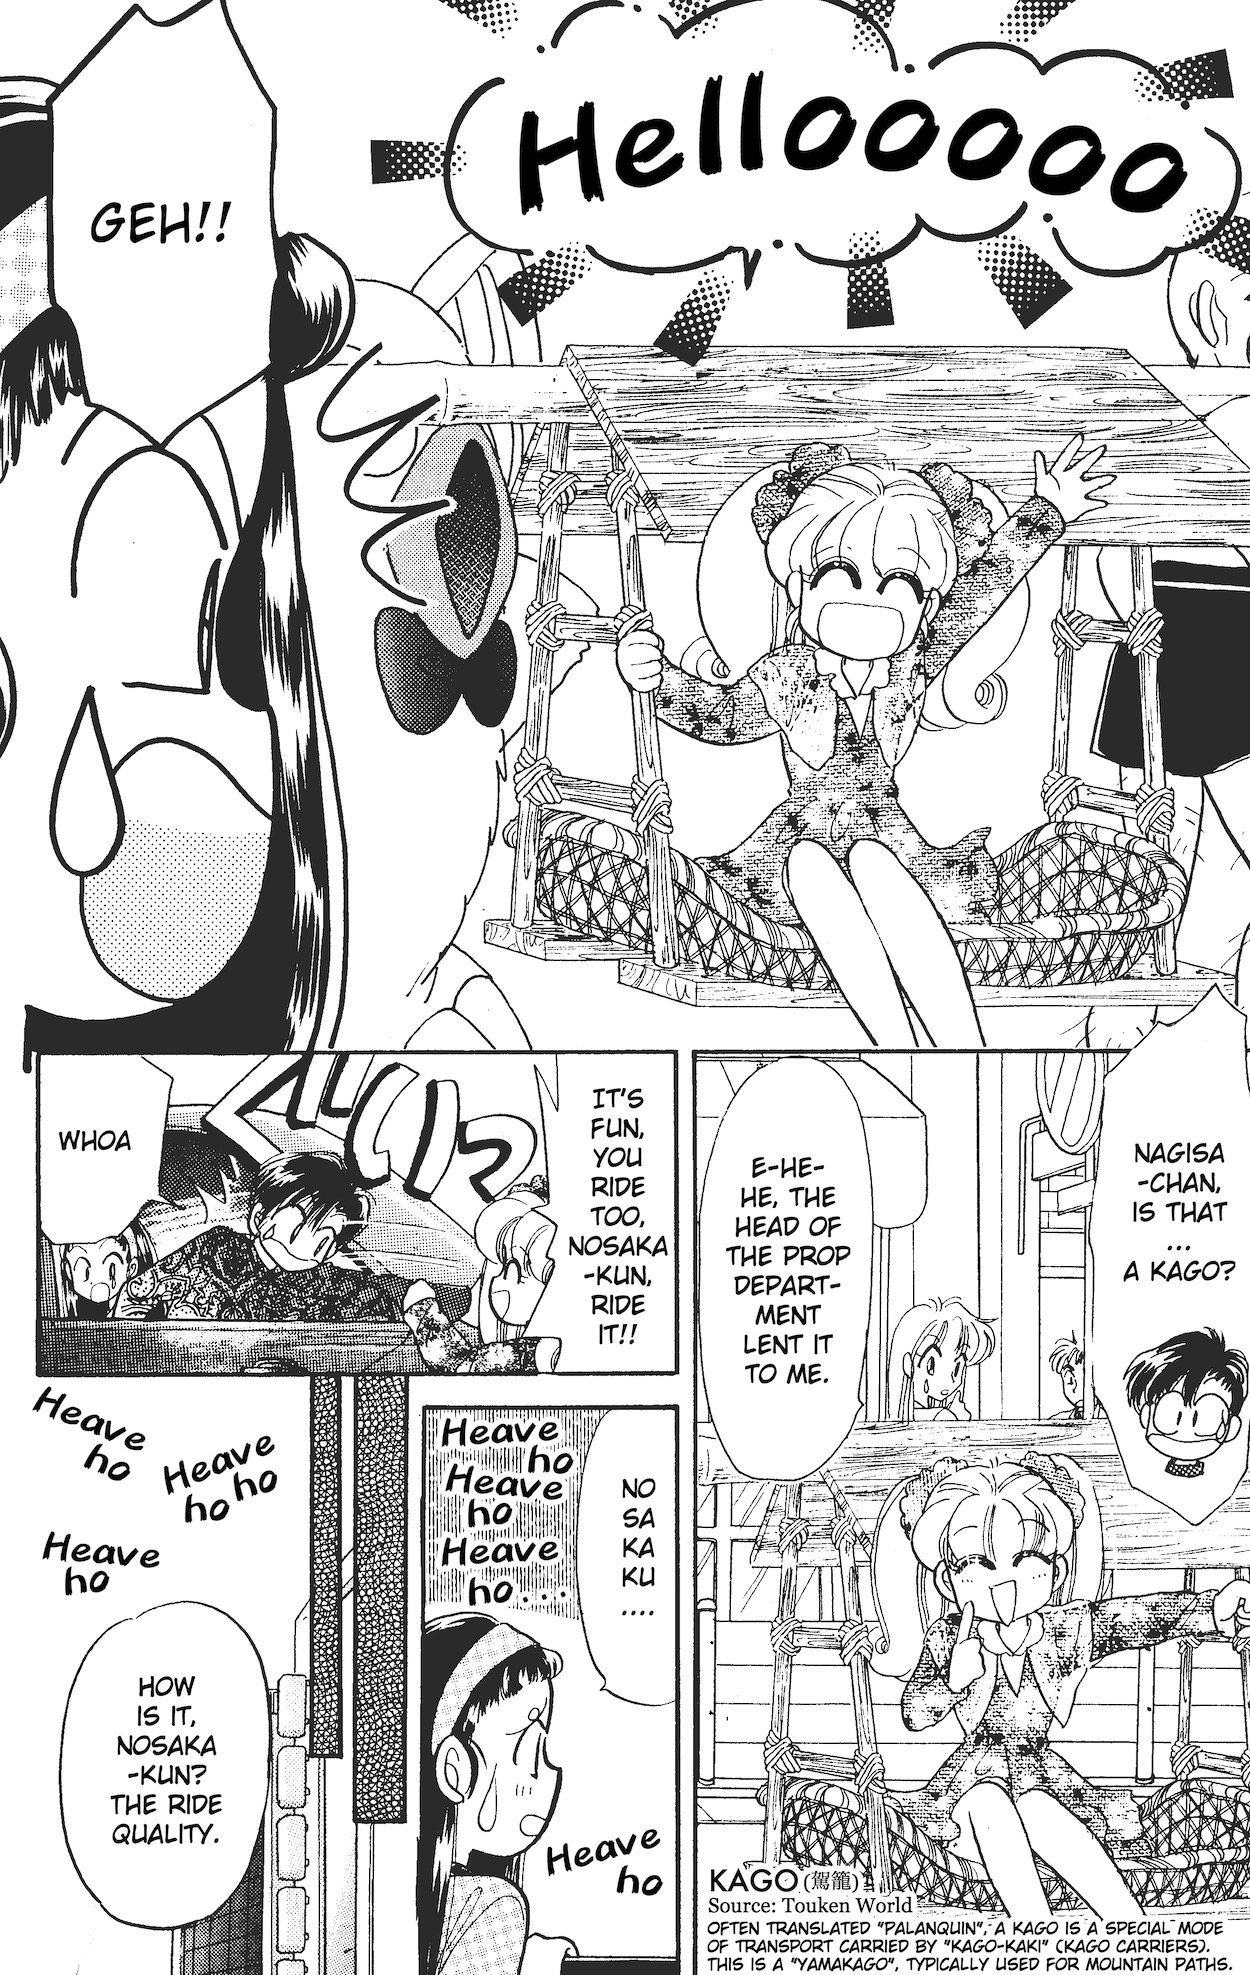 Hellooooo
GEH!!
NAGISA
-CHAN,
IS THAT
...
A KAGO?
E-HE-
HE, THE
HEAD OF
THE PROP
DEPART-
MENT
LENT IT
TO ME.
KAGO (駕籠)
Source: Touken World
OFTEN TRANSLATED "PALANQUIN", A KAGO IS A SPECIAL MODE
OF TRANSPORT CARRIED BY "KAGO-KAKI" (KAGO CARRIERS).
THIS IS A "YAMAKAGO", TYPICALLY USED FOR MOUNTAIN PATHS.
IT'S
FUN,
YOU
RIDE
TOO,
NOSAKA
-KUN,
RIDE
IT!!
WHOA
NO
SA
KA
KU
....
Heave
ho
Heave
ho
Heave
ho...
Heave
ho
Heave
ho
Heave
ho
ho
Heave
ho
HOW
IS IT,
NOSAKA
-KUN?
THE RIDE
QUALITY.